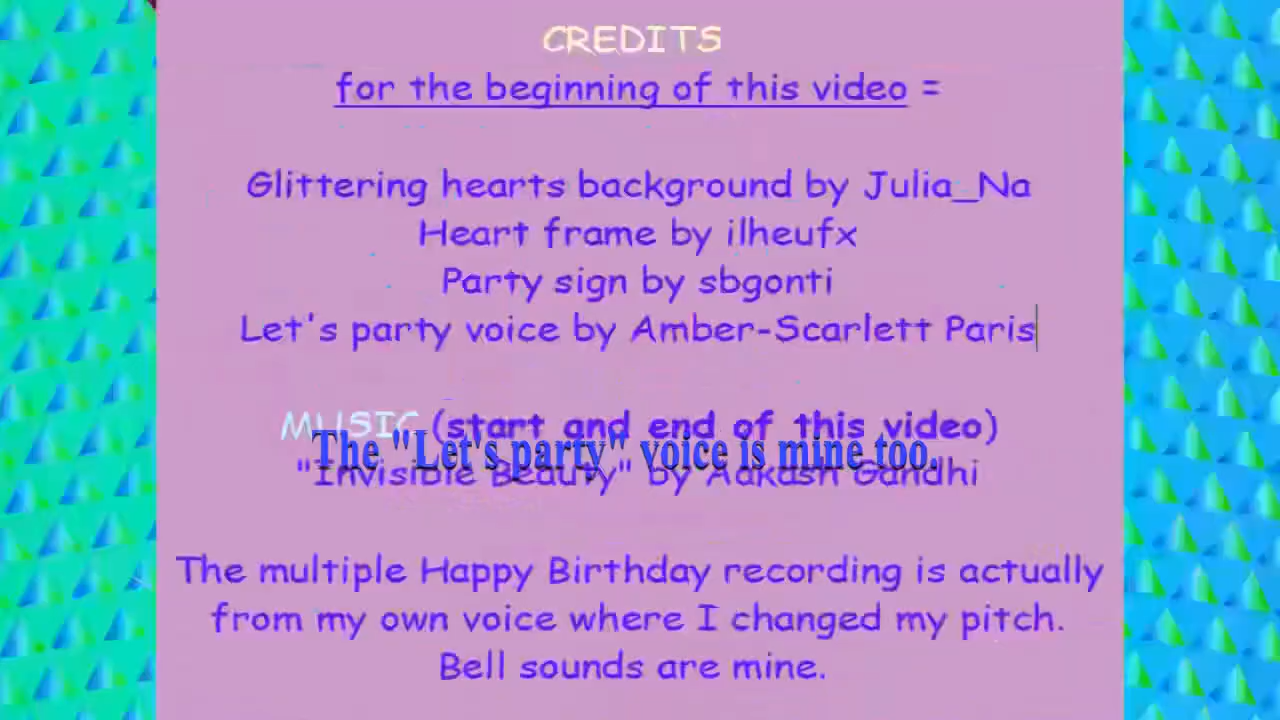 CREDITS
for the beginning of this video =
Glittering hearts background by Julia_Na
Heart frame by ilheufx
Party sign by sbgonti
Let's party voice by Amber-Scarlett Paris
MUSIC (start and end of this video)
The "Let's party" voice is mine too.
"Invisible Beauty" by Aakash Gandhi
The multiple Happy Birthday recording is actually
from my own voice where I changed my pitch.
Bell sounds are mine.